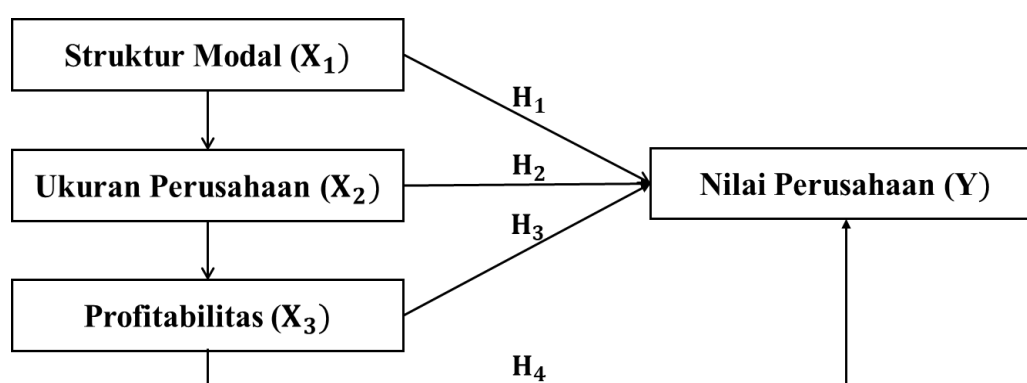 Struktur Modal (X₁)
H₁
Ukuran Perusahaan (X₂)
H₂
Nilai Perusahaan (Y)
H₃
Profitabilitas (X₃)
H₄